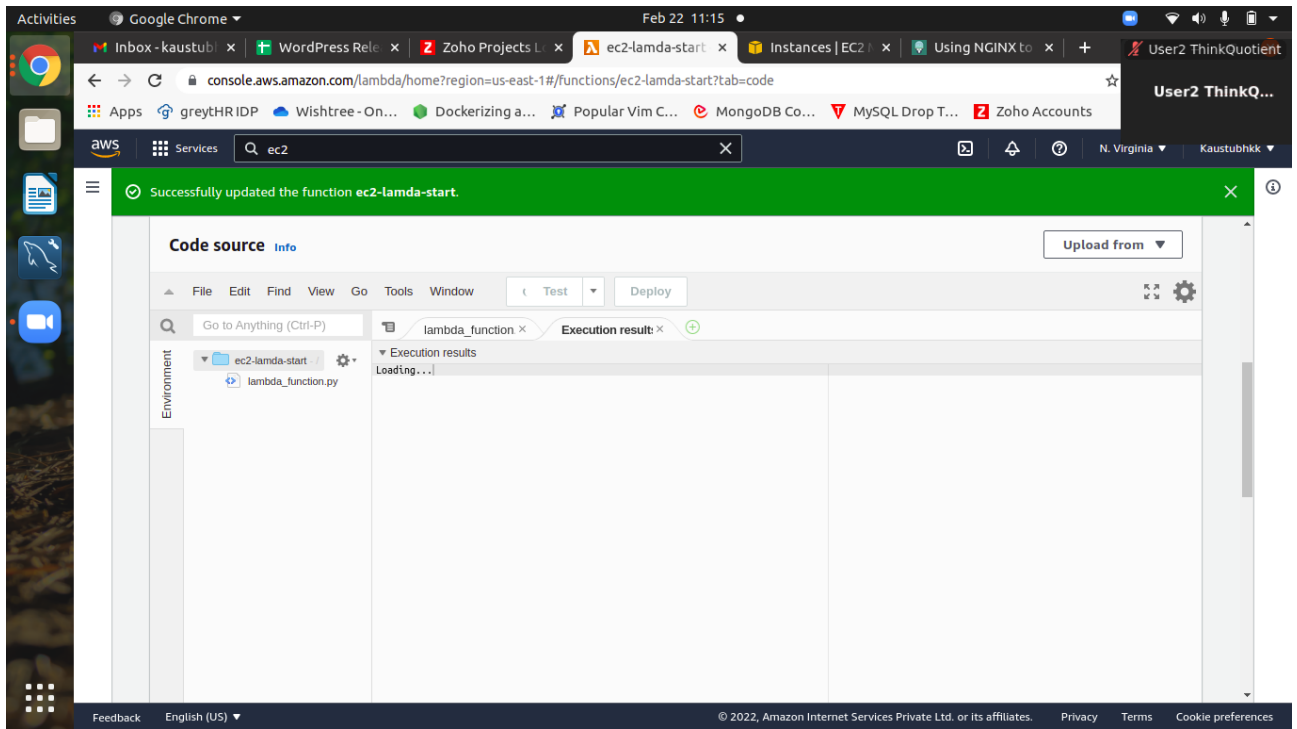 Activities Google Chrome ▼ Feb 22 11:15 ●
Inbox - kaustubl × WordPress Rele × Zoho Projects Lo × ec2-lamda-start × Instances | EC2 M × Using NGINX to × + User2 ThinkQuotient
console.aws.amazon.com/lambda/home?region=us-east-1#/functions/ec2-lamda-start?tab=code
User2 ThinkQ...
Apps greytHR IDP Wishtree - On... Dockerizing a... Popular Vim C... MongoDB Co... MySQL Drop T... Zoho Accounts
aws Services ec2 N. Virginia ▼ Kaustubhkk ▼
Successfully updated the function ec2-lamda-start.
Code source Info
Upload from ▼
File Edit Find View Go Tools Window Test Deploy
Go to Anything (Ctrl-P)
lambda_function × Execution result: ×
Environment
ec2-lamda-start - /
lambda_function.py
▼ Execution results
Loading...
Feedback English (US) ▼ © 2022, Amazon Internet Services Private Ltd. or its affiliates. Privacy Terms Cookie preferences